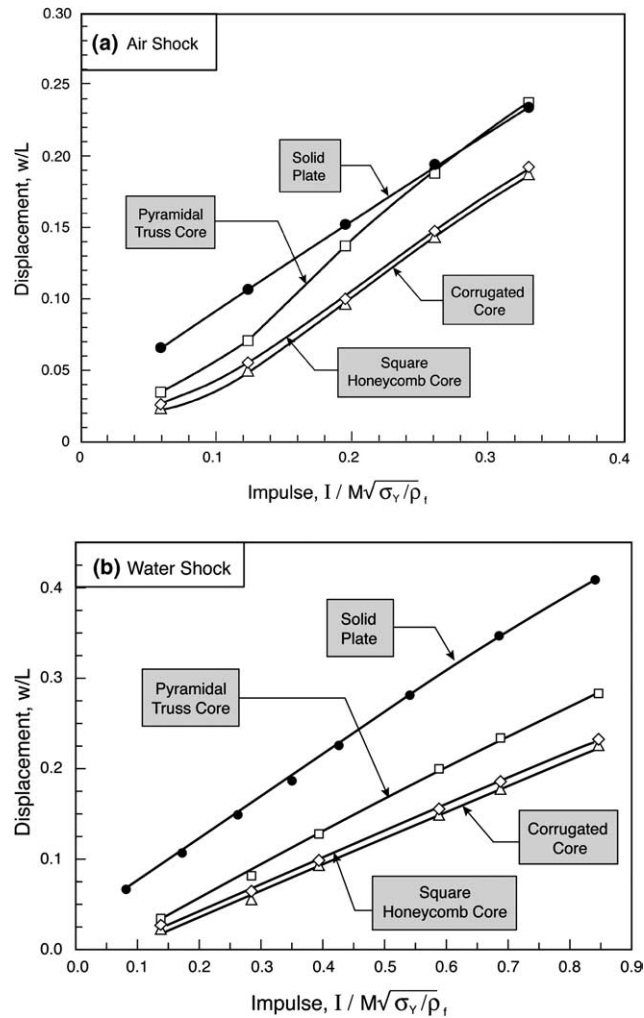 (a) Air Shock
Displacement, w/L
0.30
0.25
0.20
0.15
0.10
0.05
0
Solid
Plate
Pyramidal
Truss Core
Corrugated
Core
Square
Honeycomb Core
0 0.1 0.2 0.3 0.4
Impulse, I / M√σY/ρf
(b) Water Shock
Displacement, w/L
0.4
0.3
0.2
0.1
0.0
Solid
Plate
Pyramidal
Truss Core
Corrugated
Core
Square
Honeycomb Core
0.0 0.1 0.2 0.3 0.4 0.5 0.6 0.7 0.8 0.9
Impulse, I / M√σY/ρf